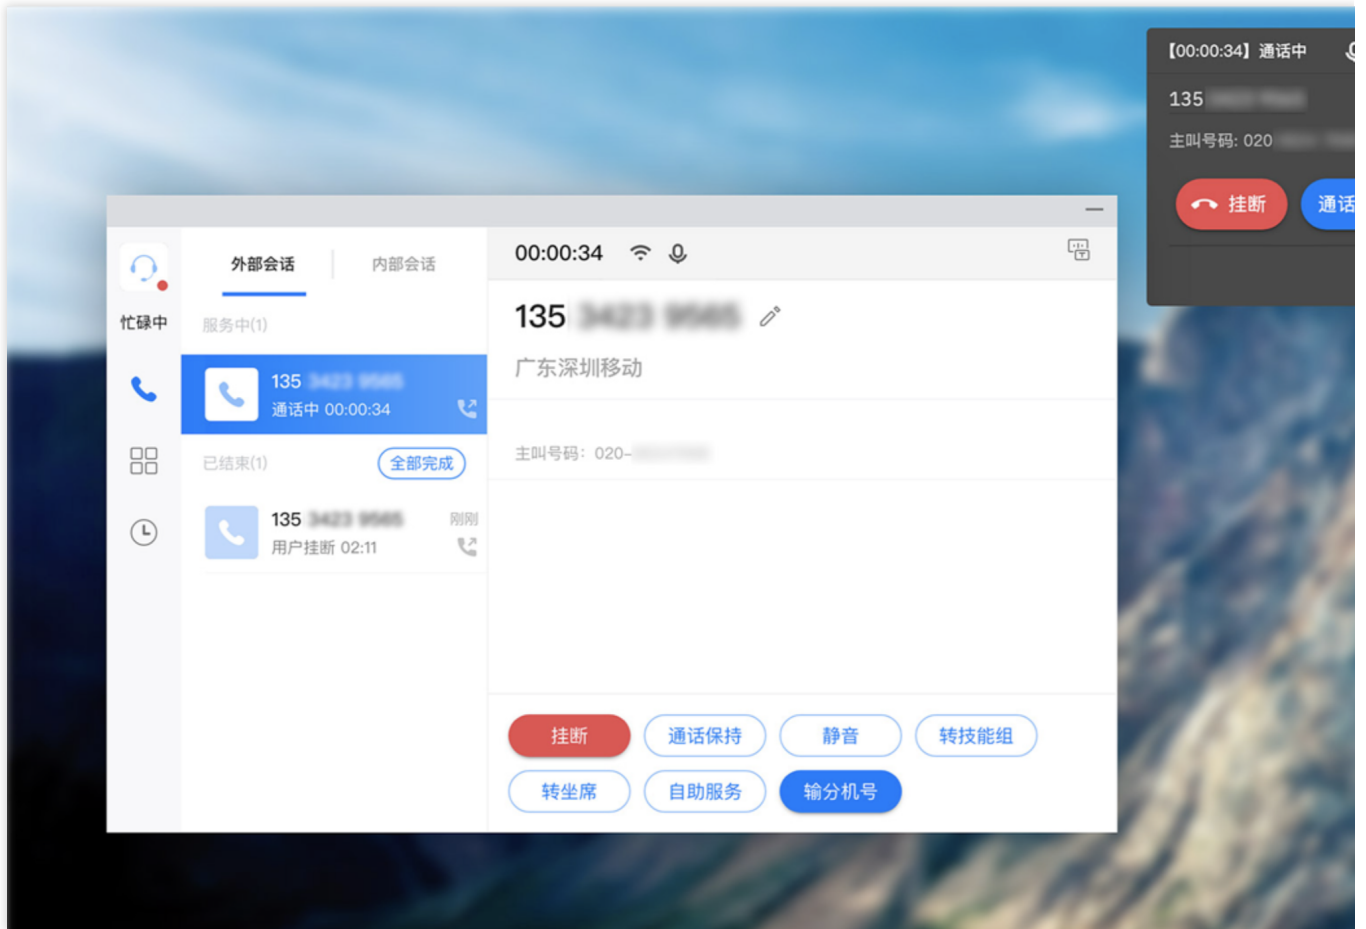 【00:00:34】通话中
135
主叫号码: 020
挂断
通话
忙碌中
外部会话
内部会话
服务中(1)
135
通话中 00:00:34
已结束(1)
全部完成
135
刚刚
用户挂断 02:11
00:00:34
135
广东深圳移动
主叫号码：020-
挂断
通话保持
静音
转技能组
转坐席
自助服务
输分机号